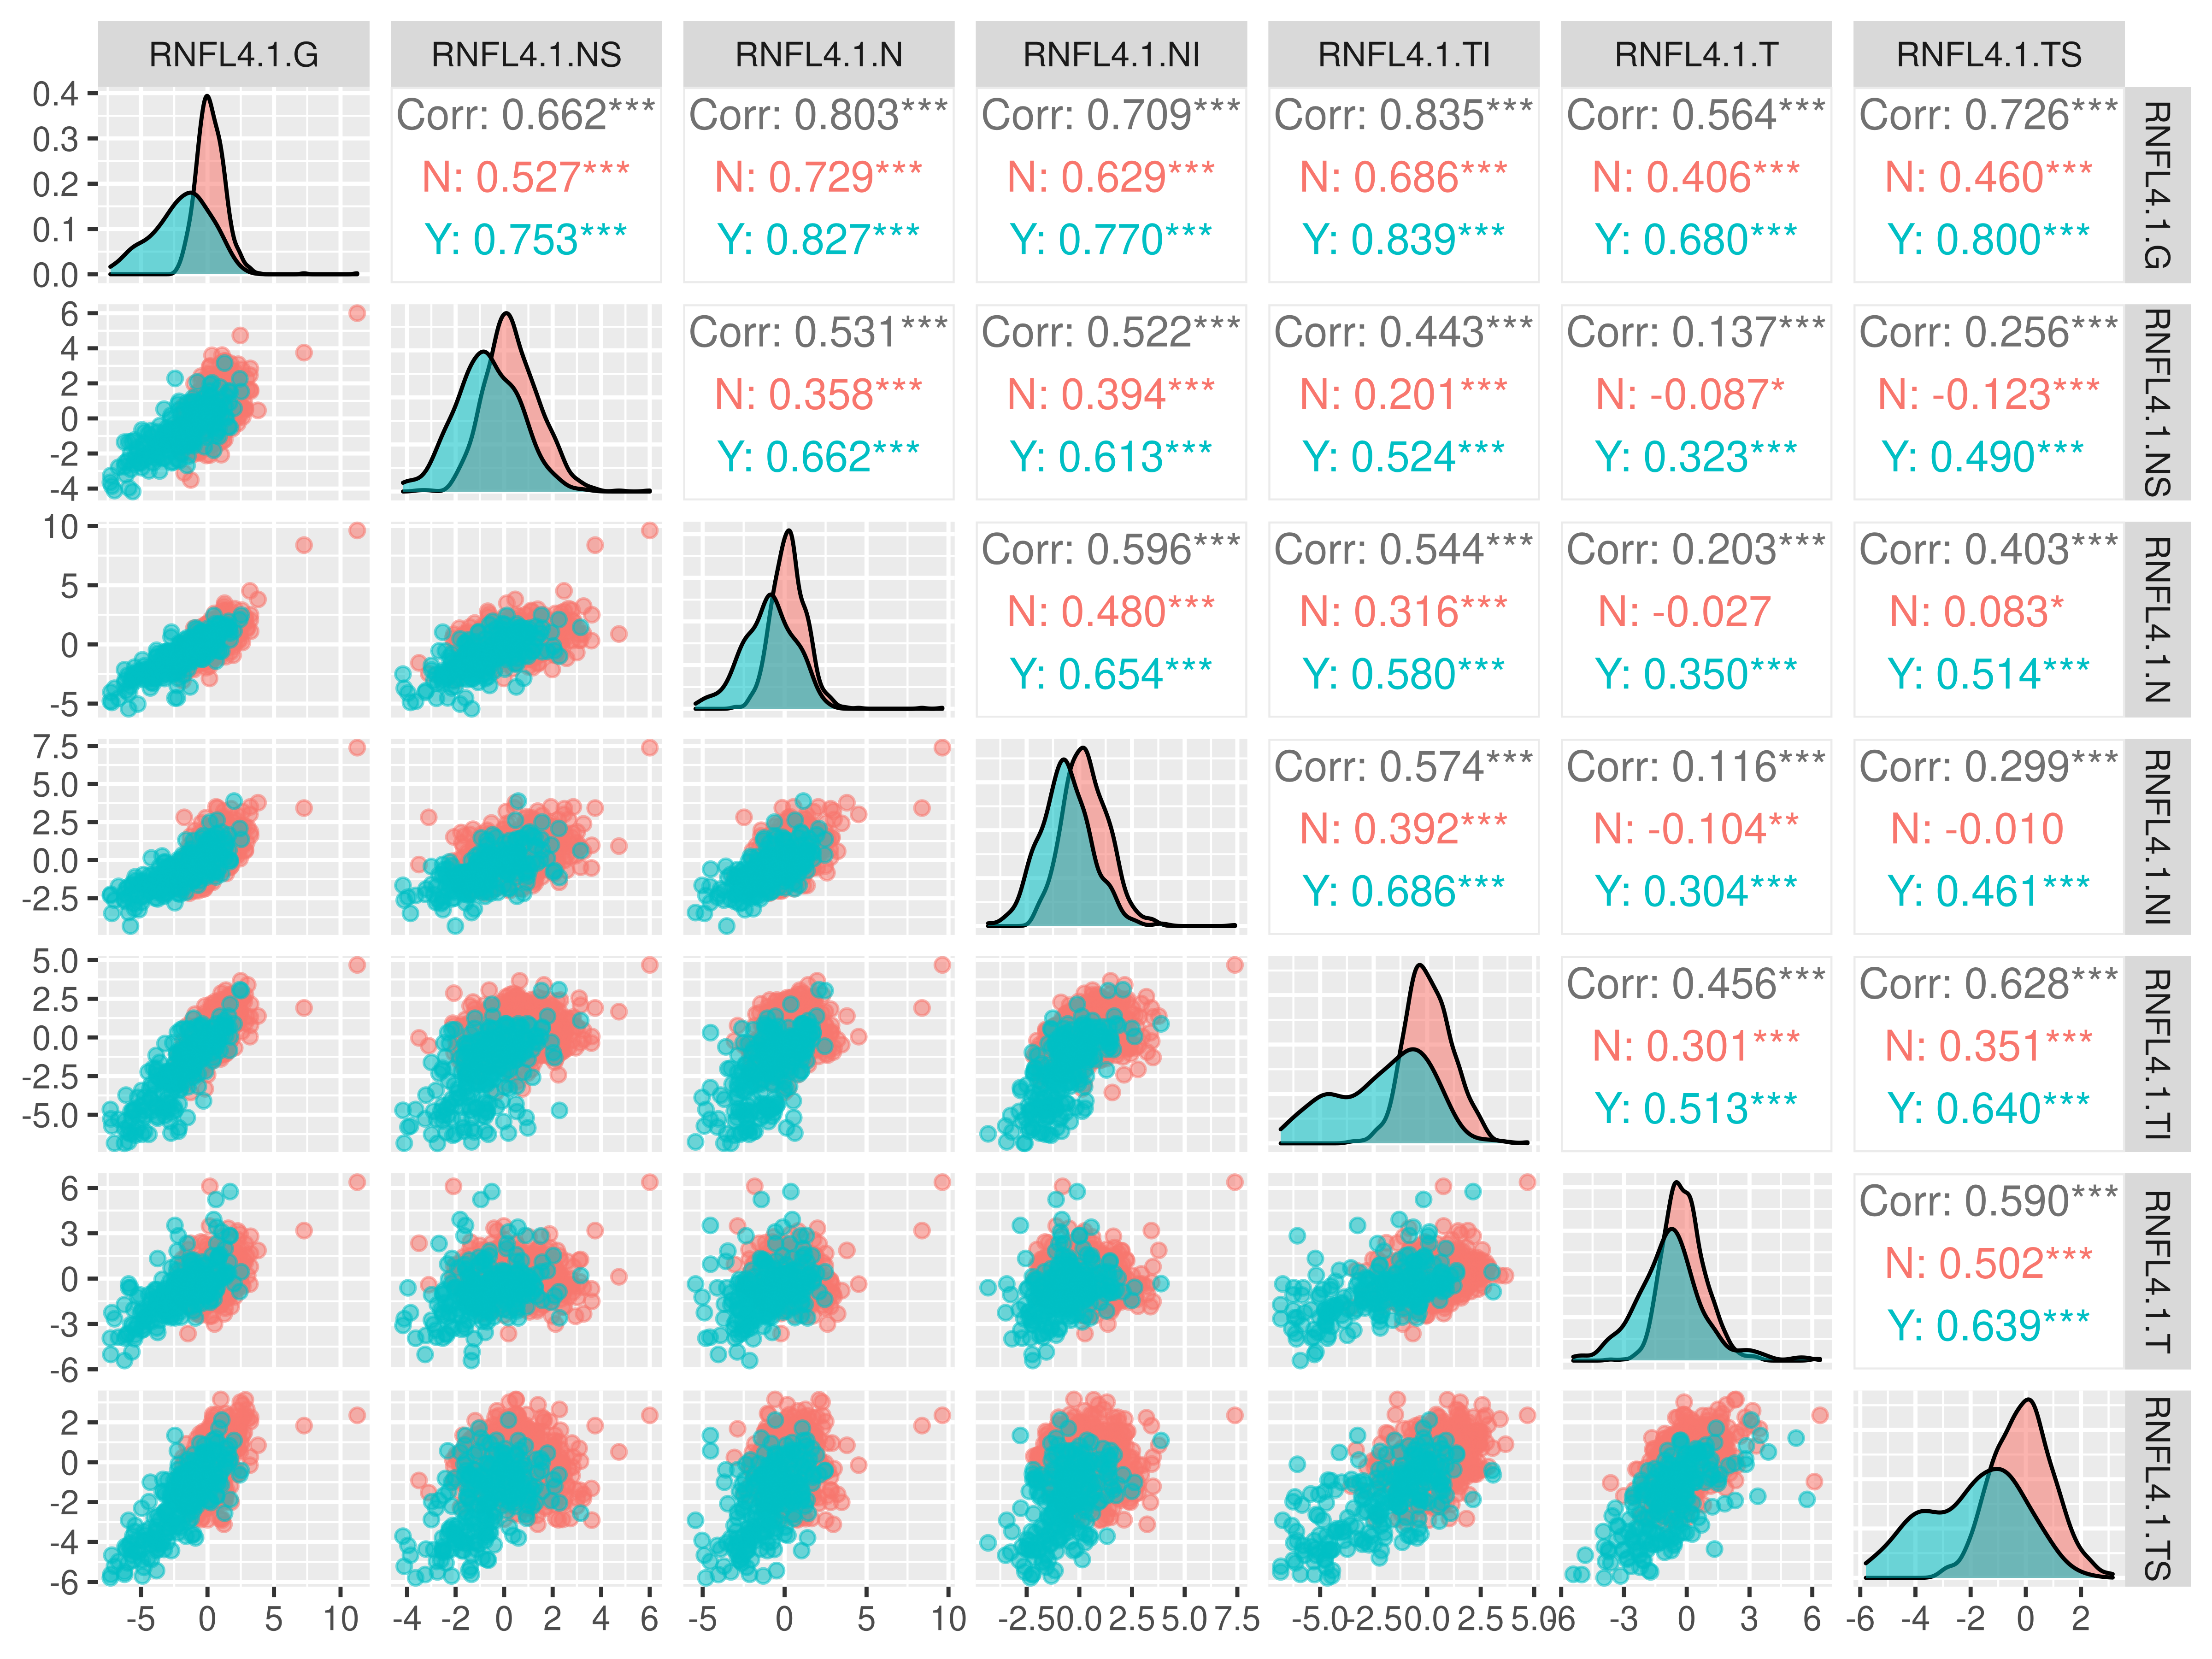 RNFL4.1.G RNFL4.1.NS RNFL4.1.N RNFL4.1.NI RNFL4.1.TI RNFL4.1.T RNFL4.1.TS
0.4
0.3
0.2
0.1
0.0
Corr: 0.662***
N: 0.527***
Y: 0.753***
Corr: 0.803***
N: 0.729***
Y: 0.827***
Corr: 0.709***
N: 0.629***
Y: 0.770***
Corr: 0.835***
N: 0.686***
Y: 0.839***
Corr: 0.564***
N: 0.406***
Y: 0.680***
Corr: 0.726***
N: 0.460***
Y: 0.800***
RNFL4.1.G
6
4
2
0
-2
-4
Corr: 0.531***
N: 0.358***
Y: 0.662***
Corr: 0.522***
N: 0.394***
Y: 0.613***
Corr: 0.443***
N: 0.201***
Y: 0.524***
Corr: 0.137***
N: -0.087*
Y: 0.323***
Corr: 0.256***
N: -0.123***
Y: 0.490***
RNFL4.1.NS
10
5
0
-5
Corr: 0.596***
N: 0.480***
Y: 0.654***
Corr: 0.544***
N: 0.316***
Y: 0.580***
Corr: 0.203***
N: -0.027
Y: 0.350***
Corr: 0.403***
N: 0.083*
Y: 0.514***
RNFL4.1.N
7.5
5.0
2.5
0.0
-2.5
Corr: 0.574***
N: 0.392***
Y: 0.686***
Corr: 0.116***
N: -0.104**
Y: 0.304***
Corr: 0.299***
N: -0.010
Y: 0.461***
RNFL4.1.NI
5.0
2.5
0.0
-2.5
-5.0
Corr: 0.456***
N: 0.301***
Y: 0.513***
Corr: 0.628***
N: 0.351***
Y: 0.640***
RNFL4.1.TI
6
3
0
-3
-6
Corr: 0.590***
N: 0.502***
Y: 0.639***
RNFL4.1.T
2
0
-2
-4
-6
RNFL4.1.TS
-5 0 5 10
-4 -2 0 2 4 6
-5 0 5 10
-2.5 0.0 2.5 5.0 7.5
-5.0 -2.5 0.0 2.5 5.0
-6 -3 0 3 6
-6 -4 -2 0 2